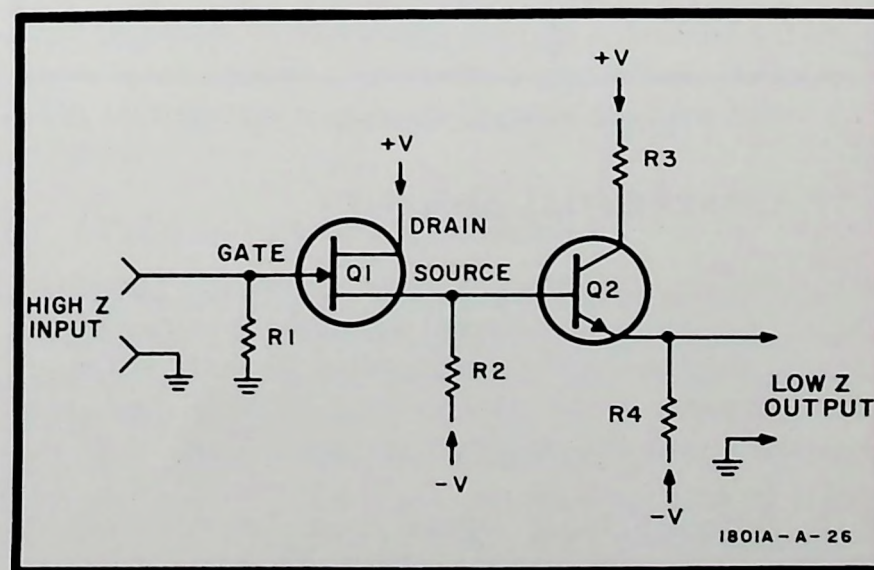 +V
R3
+V
DRAIN
GATE
Q1
SOURCE
Q2
HIGH Z
INPUT
R1
R2
R4
LOW Z
OUTPUT
-V
-V
1801A-A-26